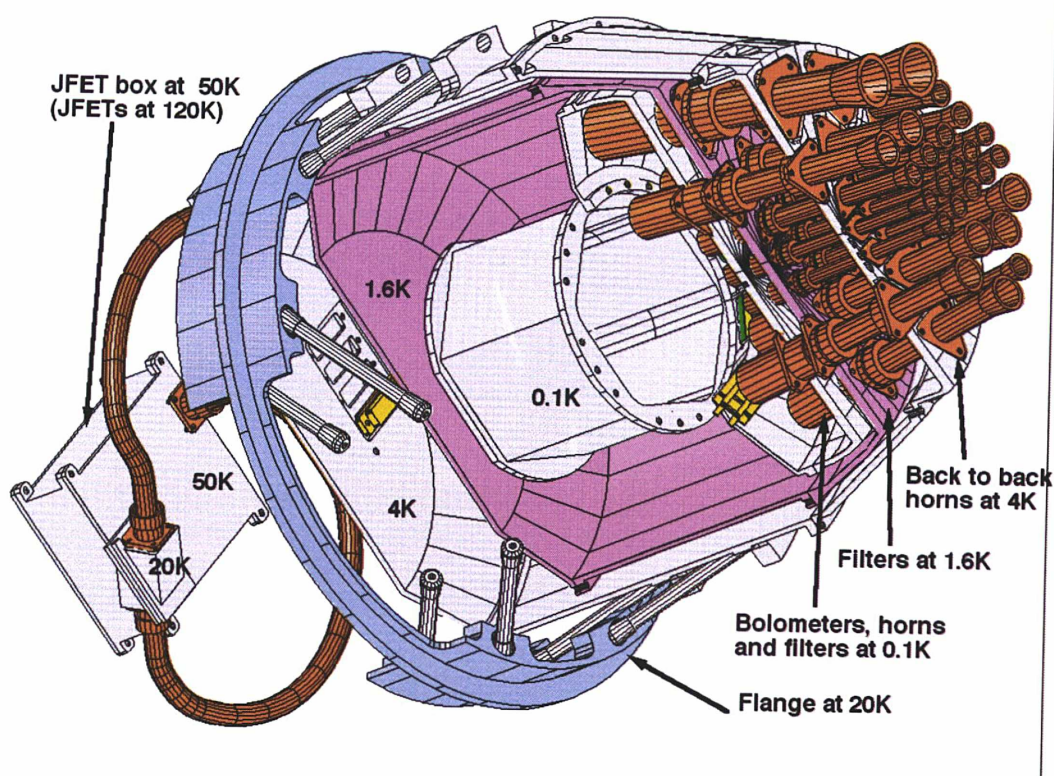 JFET box at 50K
(JFETs at 120K)
1.6K
0.1K
50K
4K
20K
Back to back
horns at 4K
Filters at 1.6K
Bolometers, horns
and filters at 0.1K
Flange at 20K